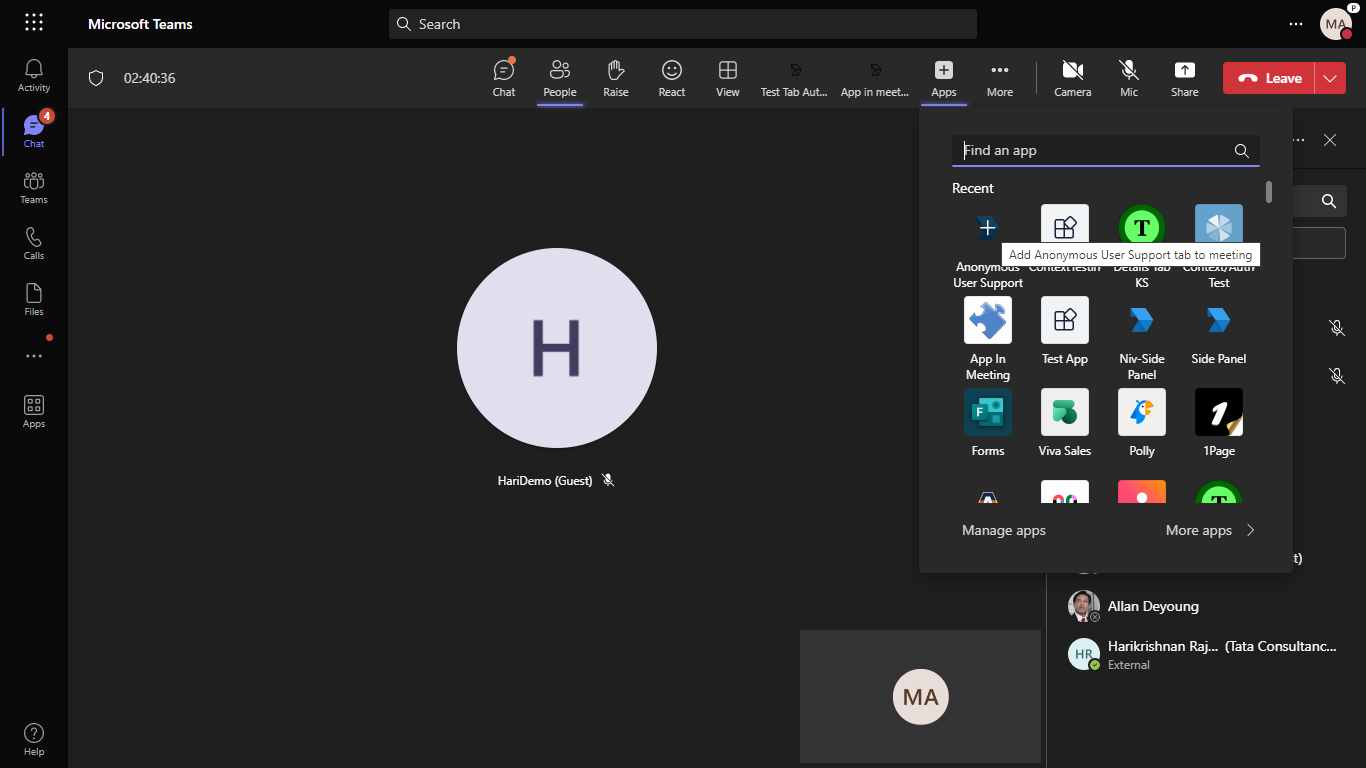 Microsoft Teams
Search
MA
P
Activity
4
Chat
Teams
Calls
Files
Apps
Help
02:40:36
Chat
People
Raise
React
View
Test Tab Aut...
App in meet...
Apps
More
Camera
Mic
Share
Leave
Find an app
Recent
T
Add Anonymous User Support tab to meeting
Anonymous
User Support
Details Tab
KS
Context/Auth
Test
App In
Meeting
Test App
Niv-Side
Panel
Side Panel
F
Forms
Viva Sales
Polly
1
1Page
Manage apps
More apps
H
HariDemo (Guest)
t)
Allan Deyoung
HR
Harikrishnan Raj... (Tata Consultanc...
External
MA